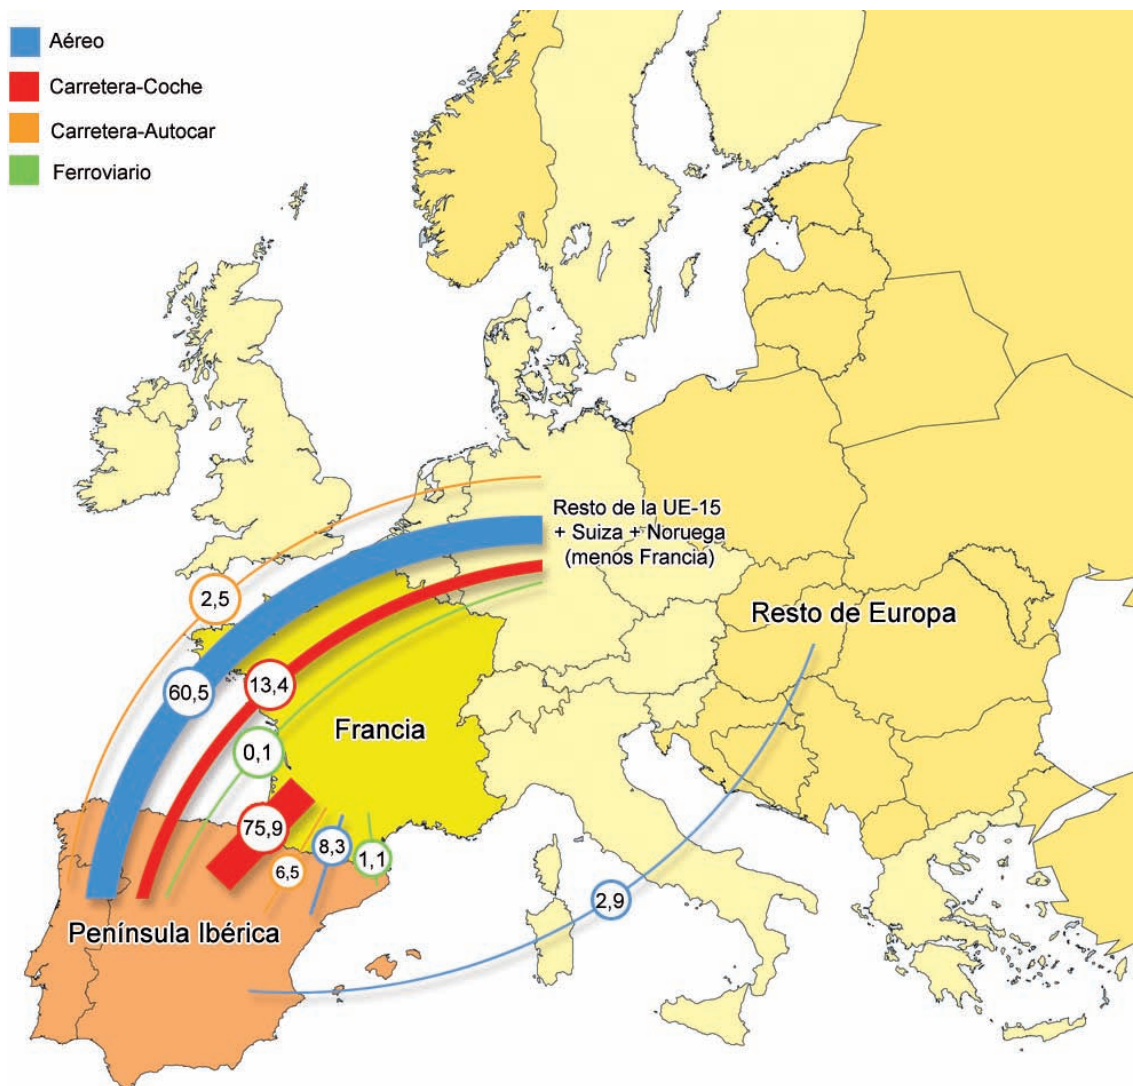 Aéreo
Carretera-Coche
Carretera-Autocar
Ferroviario
Resto de la UE-15
+ Suiza + Noruega
(menos Francia)
2,5
Resto de Europa
60,5
13,4
Francia
0,1
75,9
8,3
1,1
6,5
2,9
Península Ibérica